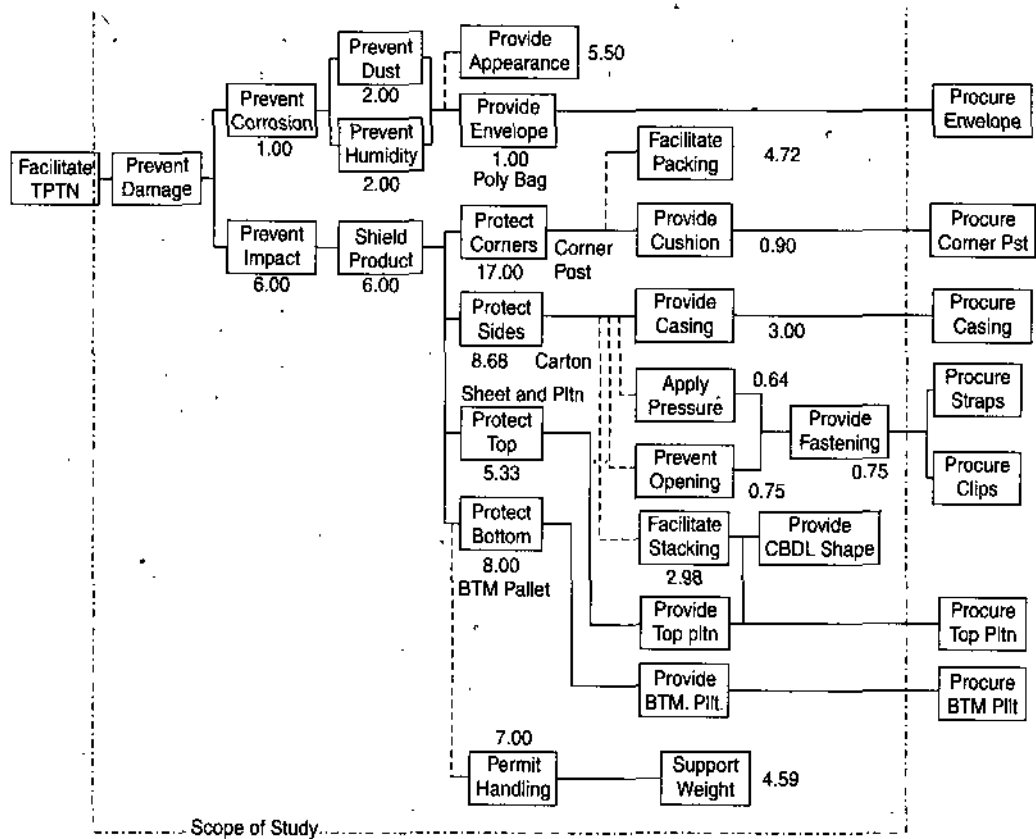 Facilitate
TPTN
Prevent
Damage
Prevent
Corrosion
1.00
Prevent
Dust
2.00
Prevent
Humidity
2.00
Provide
Appearance
5.50
Provide
Envelope
1.00
Poly Bag
Procure
Envelope
Facilitate
Packing
4.72
Prevent
Impact
6.00
Shield
Product
6.00
Protect
Corners
17.00
Corner
Post
Provide
Cushion
0.90
Procure
Corner Pst
Protect
Sides
8.68
Carton
Provide
Casing
3.00
Procure
Casing
Apply
Pressure
0.64
Prevent
Opening
0.75
Provide
Fastening
0.75
Procure
Straps
Procure
Clips
Sheet and Pltn
Protect
Top
5.33
Protect
Bottom
8.00
BTM Pallet
Facilitate
Stacking
2.98
Provide
CBDL Shape
Provide
Top pltn
Procure
Top Pltn
Provide
BTM. Pllt.
Procure
BTM Pllt
7.00
Permit
Handling
Support
Weight
4.59
Scope of Study